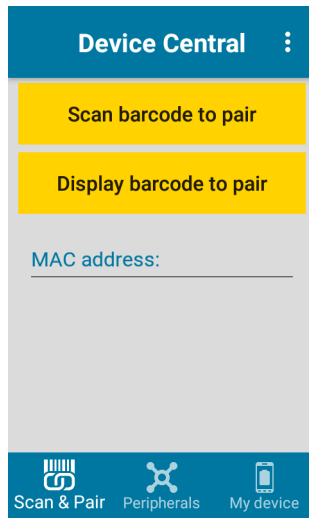 Device Central
Scan barcode to pair
Display barcode to pair
MAC address:
Scan & Pair
Peripherals
My device